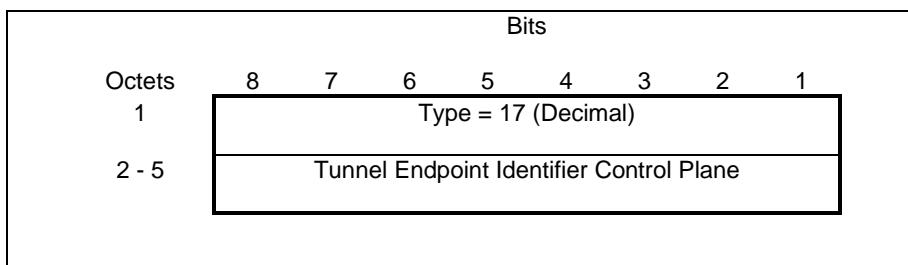 Bits
Octets 8 7 6 5 4 3 2 1
1 Type = 17 (Decimal)
2 - 5 Tunnel Endpoint Identifier Control Plane